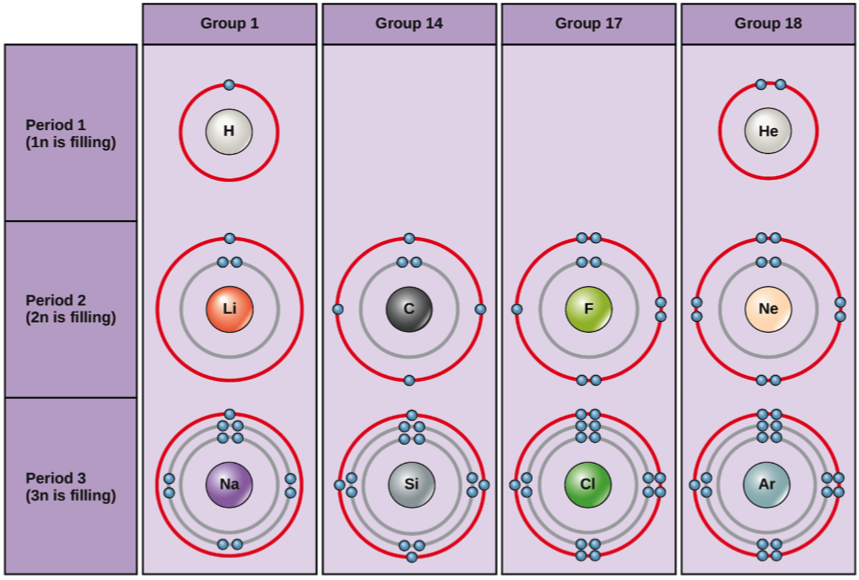 Group 1
Group 14
Group 17
Group 18
Period 1
(1n is filling)
H
He
Period 2
(2n is filling)
Li
C
F
Ne
Period 3
(3n is filling)
Na
Si
Cl
Ar